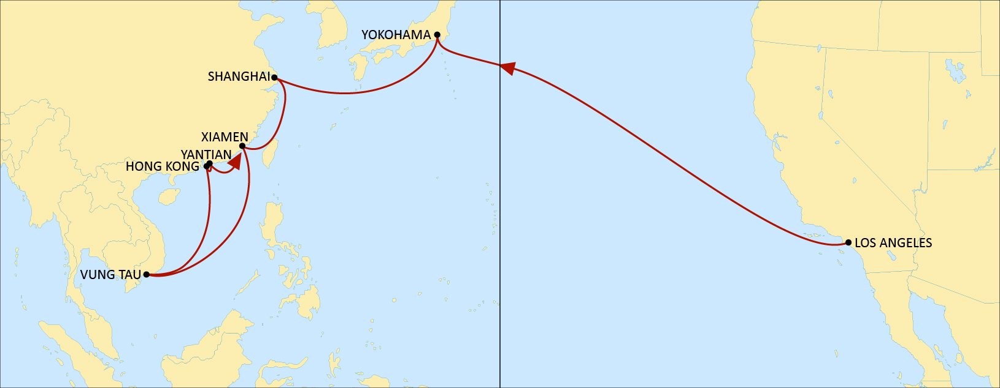 YOKOHAMA
SHANGHAI
XIAMEN
YANTIAN
HONG KONG
LOS ANGELES
VUNG TAU